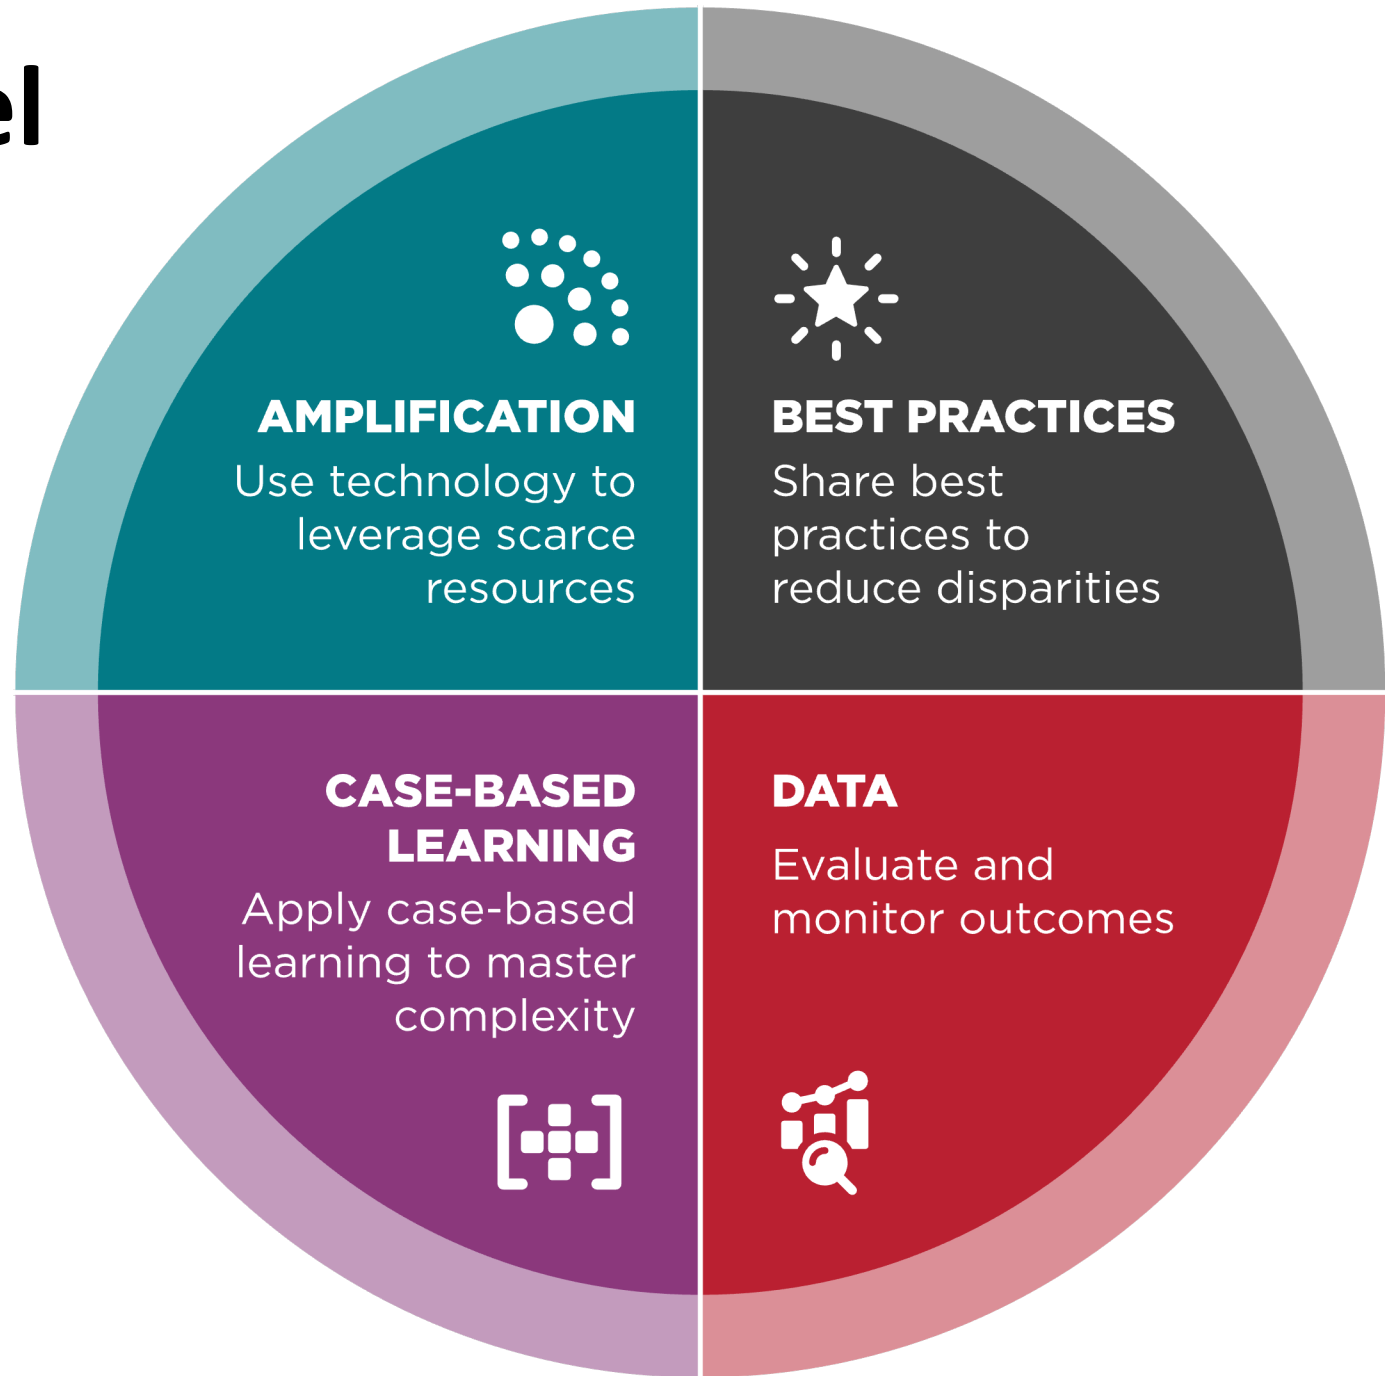 el
AMPLIFICATION
Use technology to
leverage scarce
resources
BEST PRACTICES
Share best
practices to
reduce disparities
CASE-BASED
LEARNING
Apply case-based
learning to master
complexity
DATA
Evaluate and
monitor outcomes